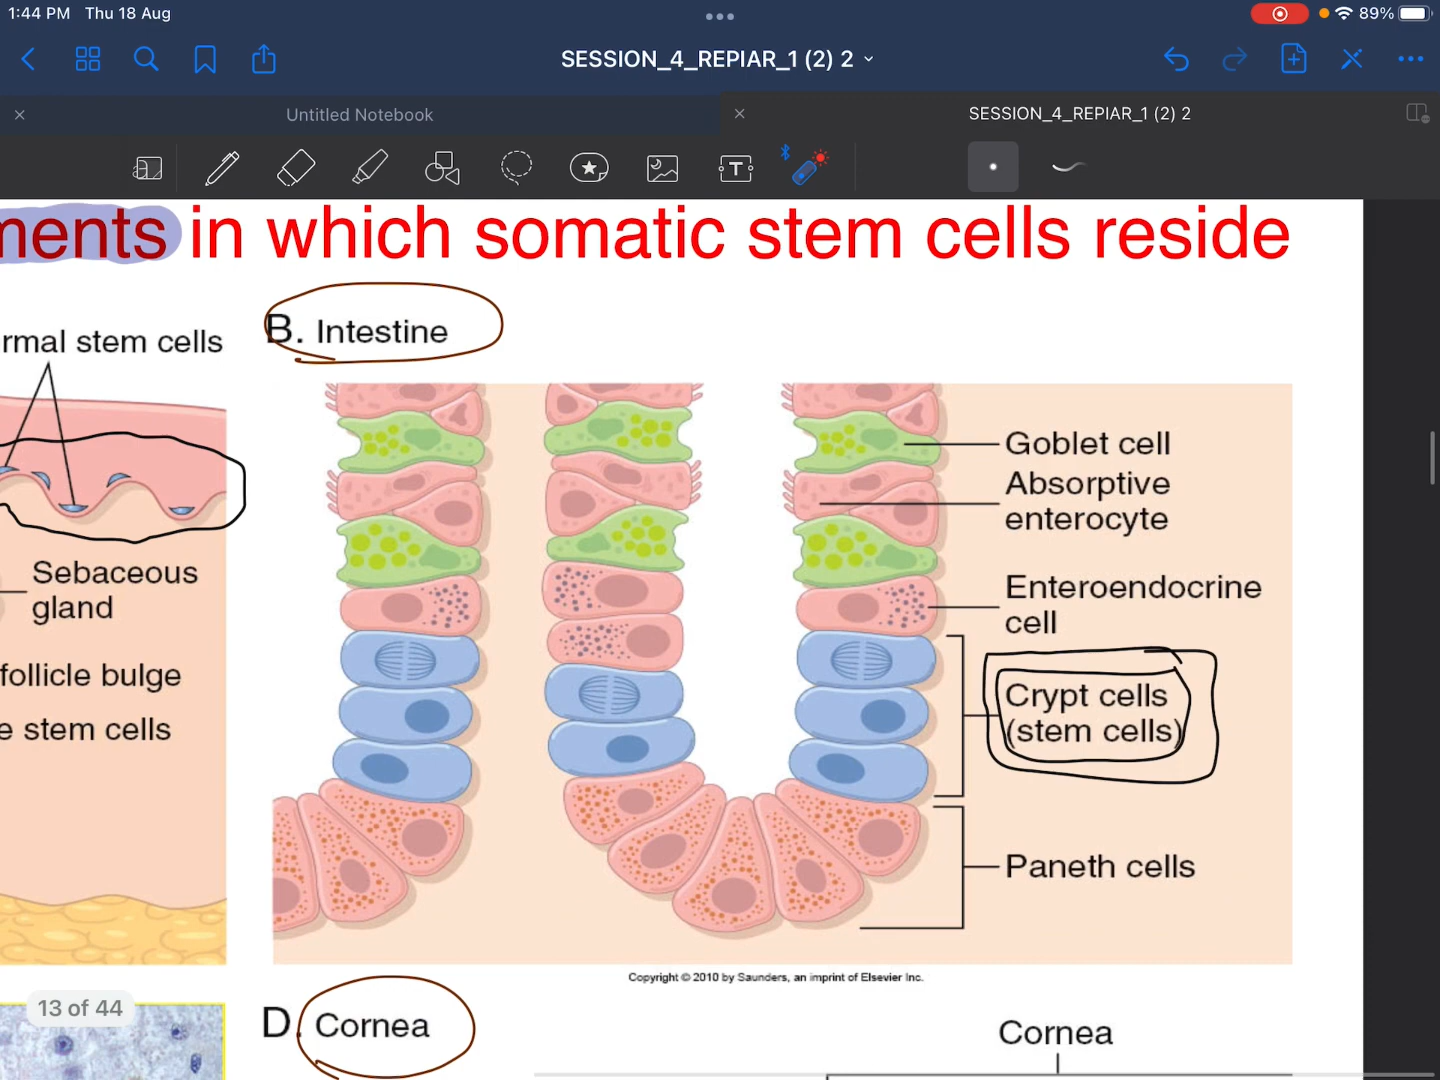 1:44 PM Thu 18 Aug
89%
SESSION_4_REPIAR_1 (2) 2
Untitled Notebook
SESSION_4_REPIAR_1 (2) 2
ments in which somatic stem cells reside
B. Intestine
rmal stem cells
Goblet cell
Absorptive
enterocyte
Sebaceous
gland
Enteroendocrine
cell
follicle bulge
e stem cells
Crypt cells
(stem cells)
Paneth cells
Copyright © 2010 by Saunders, an imprint of Elsevier Inc.
13 of 44
D. Cornea
Cornea